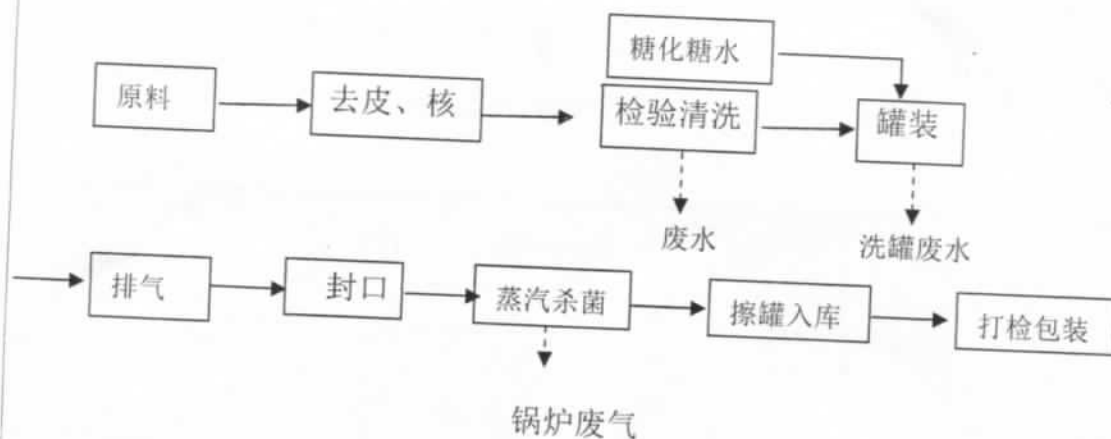 糖化糖水
原料
去皮、核
检验清洗
罐装
废水
洗罐废水
排气
封口
蒸汽杀菌
擦罐入库
打检包装
锅炉废气